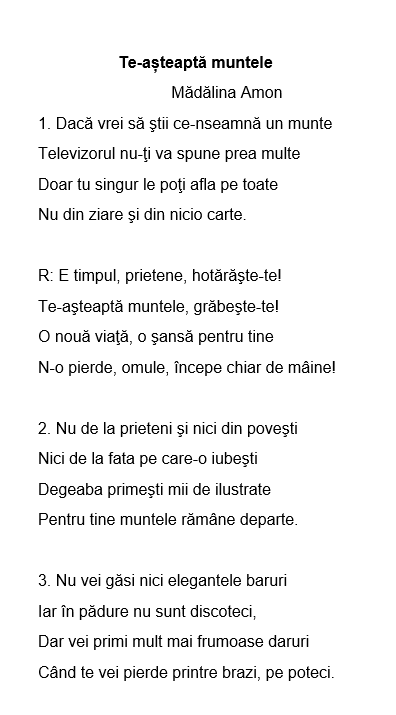 Te-așteaptă muntele
Mădălina Amon
1. Dacă vrei să ştii ce-nseamnă un munte
Televizorul nu-ţi va spune prea multe
Doar tu singur le poţi afla pe toate
Nu din ziare şi din nicio carte.
R: E timpul, prietene, hotărăşte-te!
Te-aşteaptă muntele, grăbeşte-te!
O nouă viaţă, o şansă pentru tine
N-o pierde, omule, începe chiar de mâine!
2. Nu de la prieteni şi nici din poveşti
Nici de la fata pe care-o iubeşti
Degeaba primeşti mii de ilustrate
Pentru tine muntele rămâne departe.
3. Nu vei găsi nici elegantele baruri
Iar în pădure nu sunt discoteci,
Dar vei primi mult mai frumoase daruri
Când te vei pierde printre brazi, pe poteci.